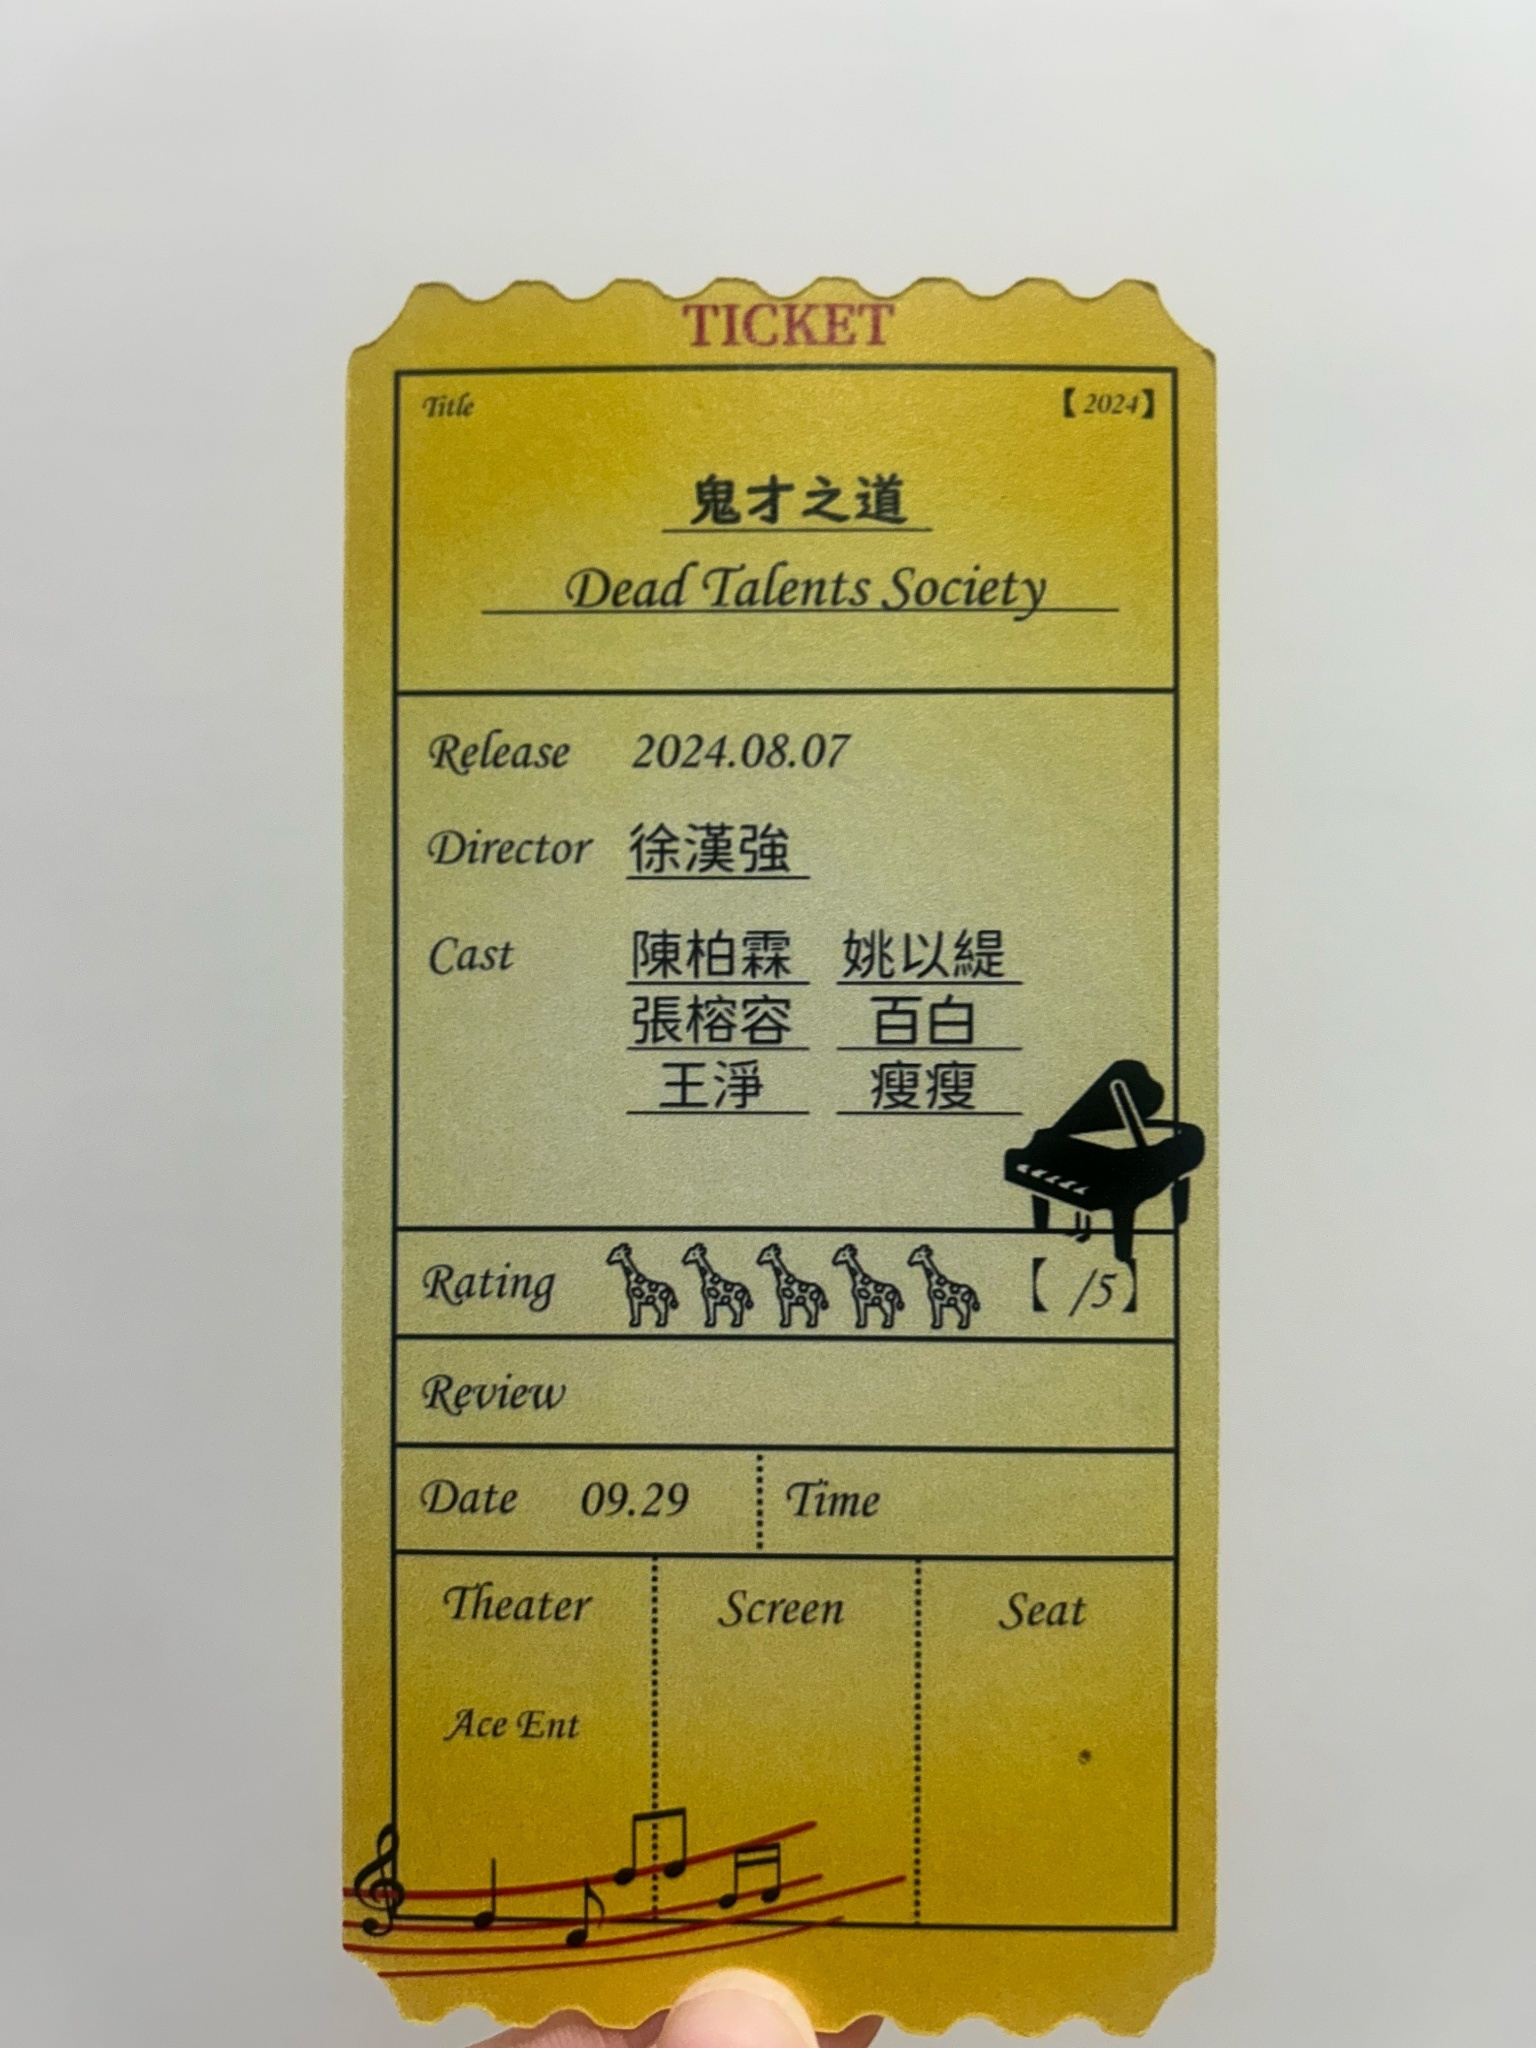 TICKET
Title 【2024】
鬼才之道
Dead Talents Society
Release 2024.08.07
Director 徐漢強
Cast 陳柏霖 姚以緹
張榕容 百白
王淨 瘦瘦
Rating 【 /5】
Review
Date 09.29 Time
Theater Screen Seat
Ace Ent